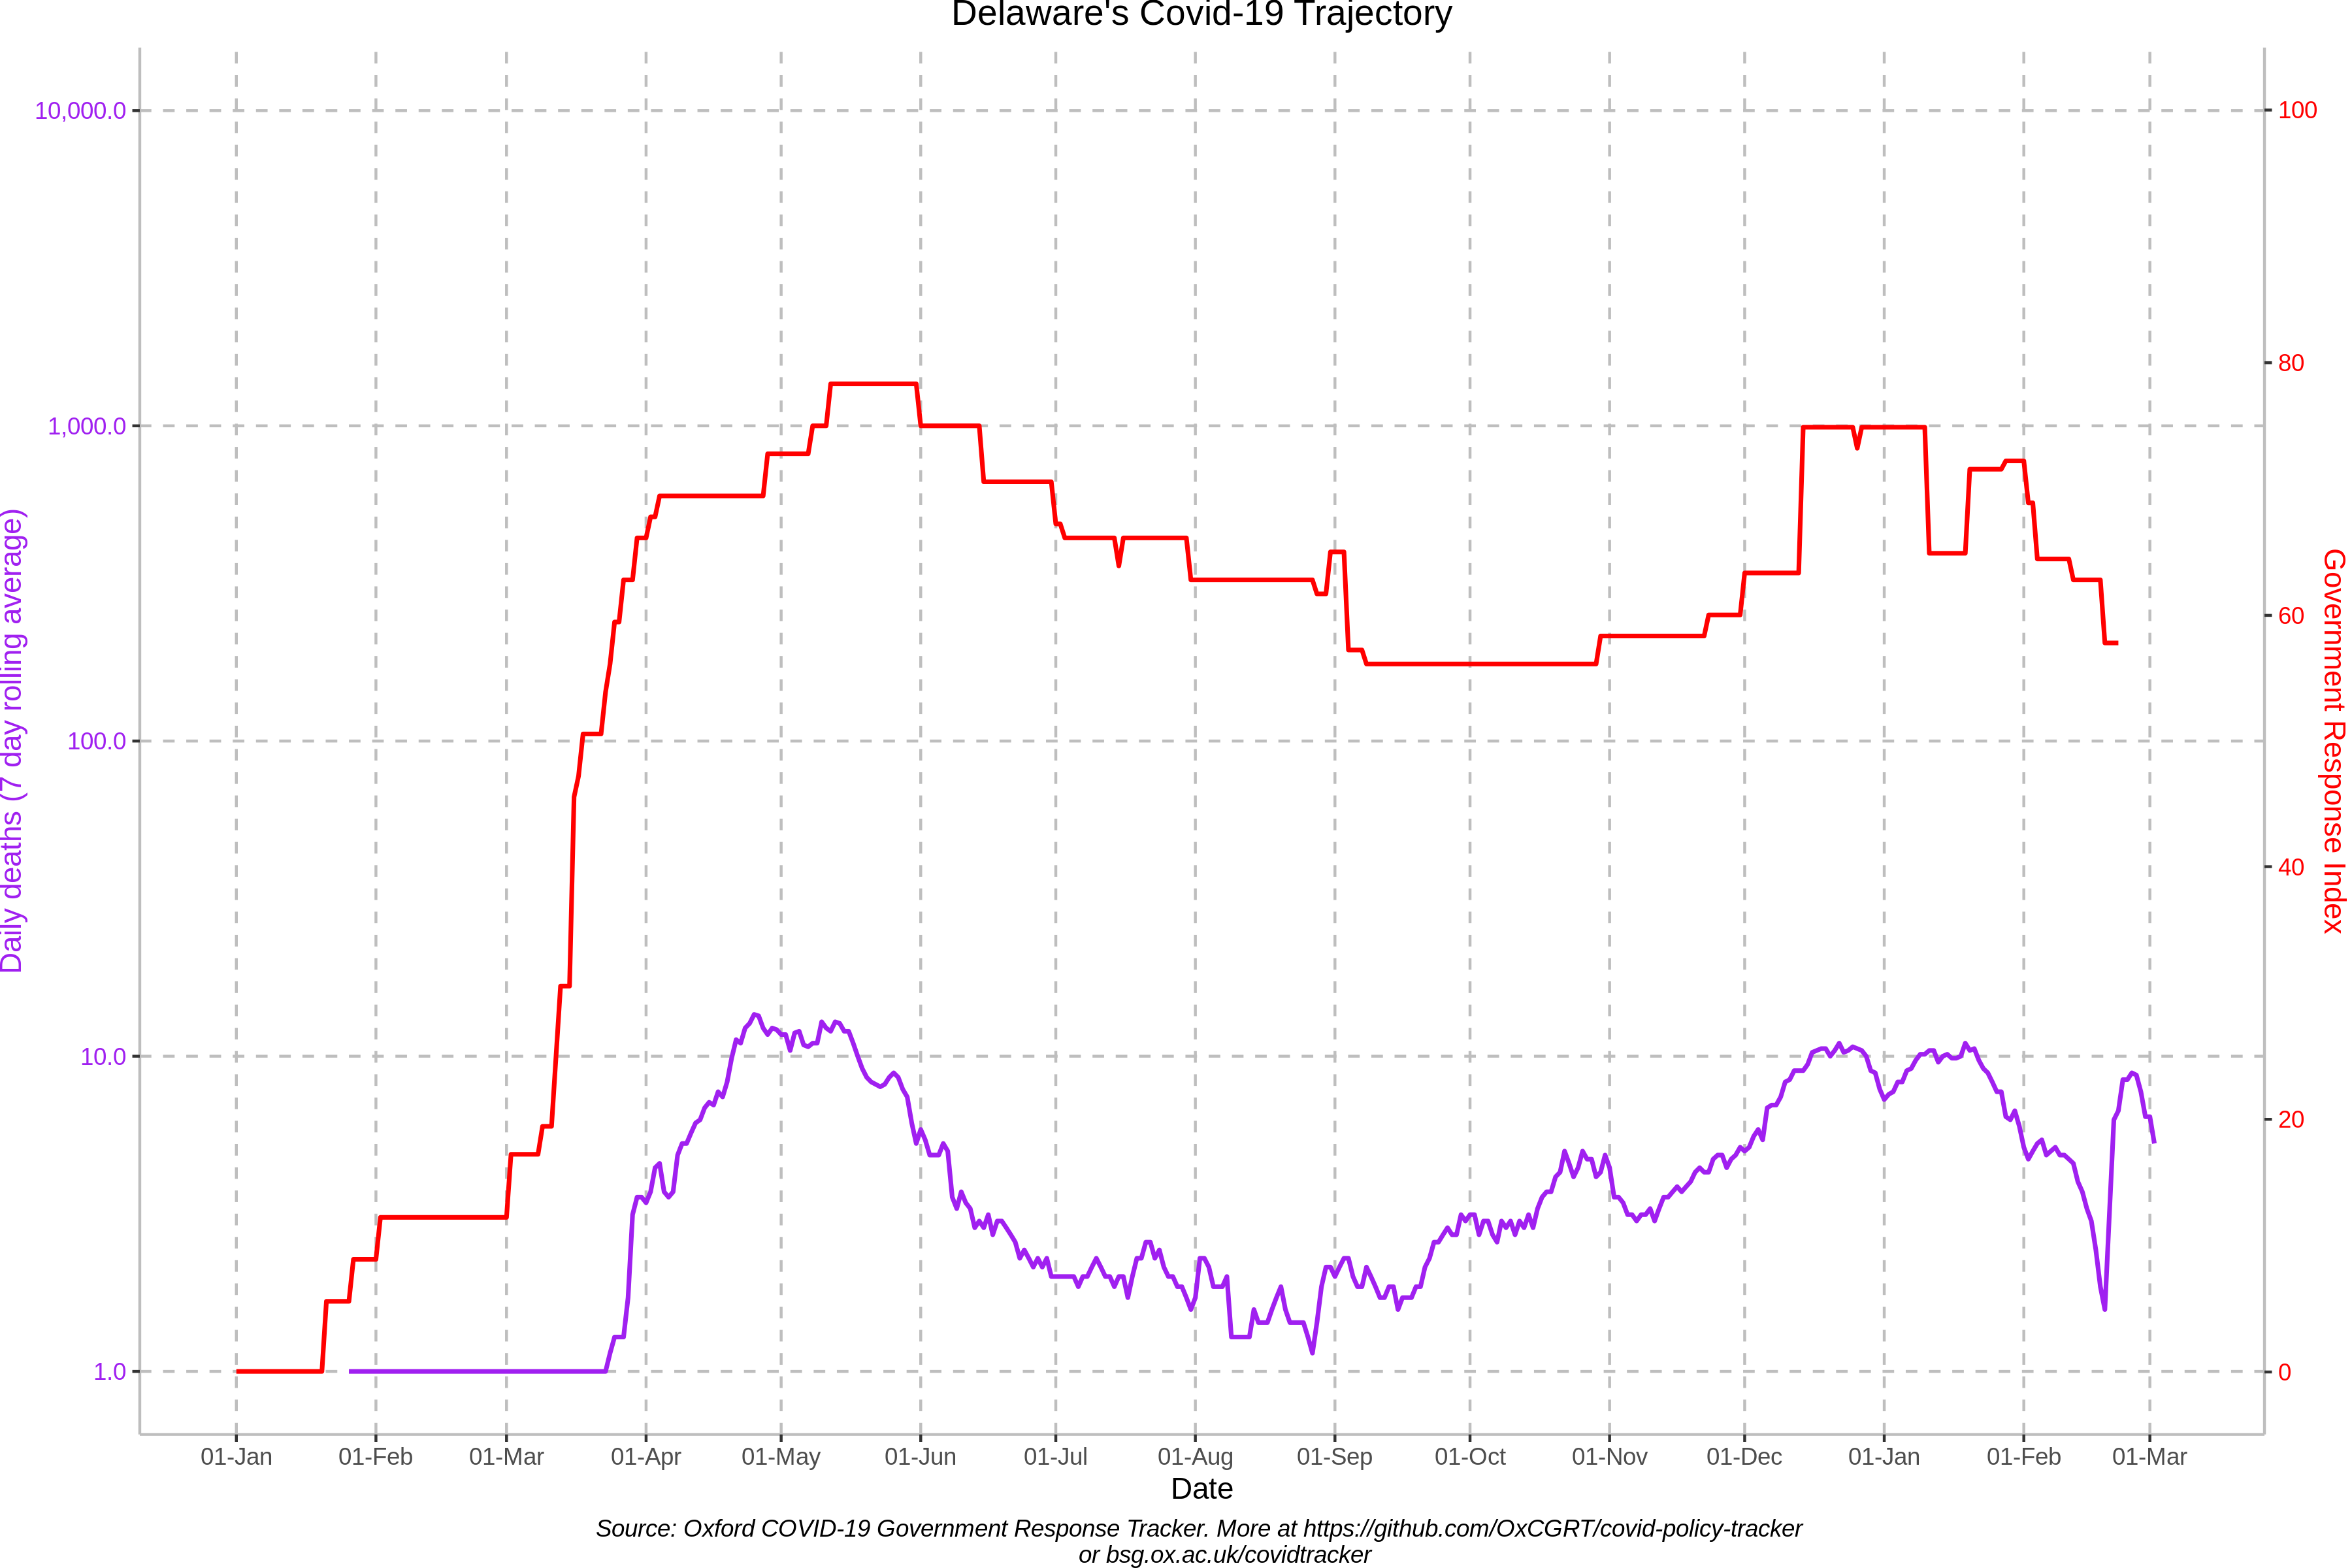 Delaware's Covid-19 Trajectory
Daily deaths (7 day rolling average)
10,000.0
1,000.0
100.0
10.0
1.0
100
80
60
40
20
0
Government Response Index
01-Jan 01-Feb 01-Mar 01-Apr 01-May 01-Jun 01-Jul 01-Aug 01-Sep 01-Oct 01-Nov 01-Dec 01-Jan 01-Feb 01-Mar
Date
Source: Oxford COVID-19 Government Response Tracker. More at https://github.com/OxCGRT/covid-policy-tracker
or bsg.ox.ac.uk/covidtracker